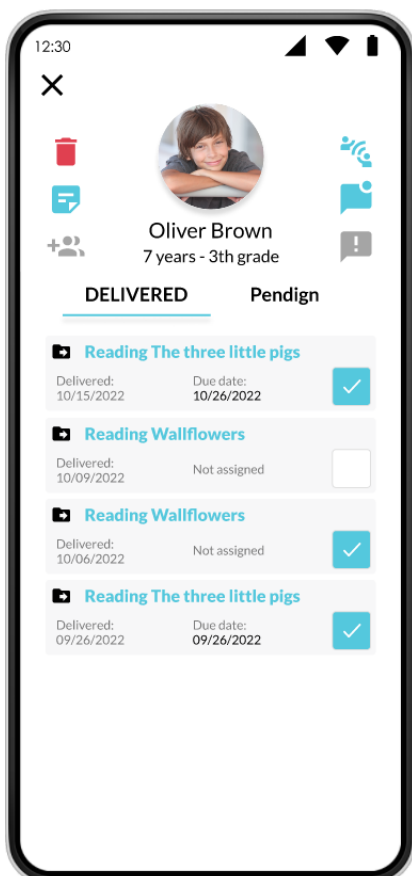 12:30
Oliver Brown
7 years - 3th grade
DELIVERED Pendign
Reading The three little pigs
Delivered: Due date:
10/15/2022 10/26/2022
Reading Wallflowers
Delivered:
10/09/2022 Not assigned
Reading Wallflowers
Delivered:
10/06/2022 Not assigned
Reading The three little pigs
Delivered: Due date:
09/26/2022 09/26/2022